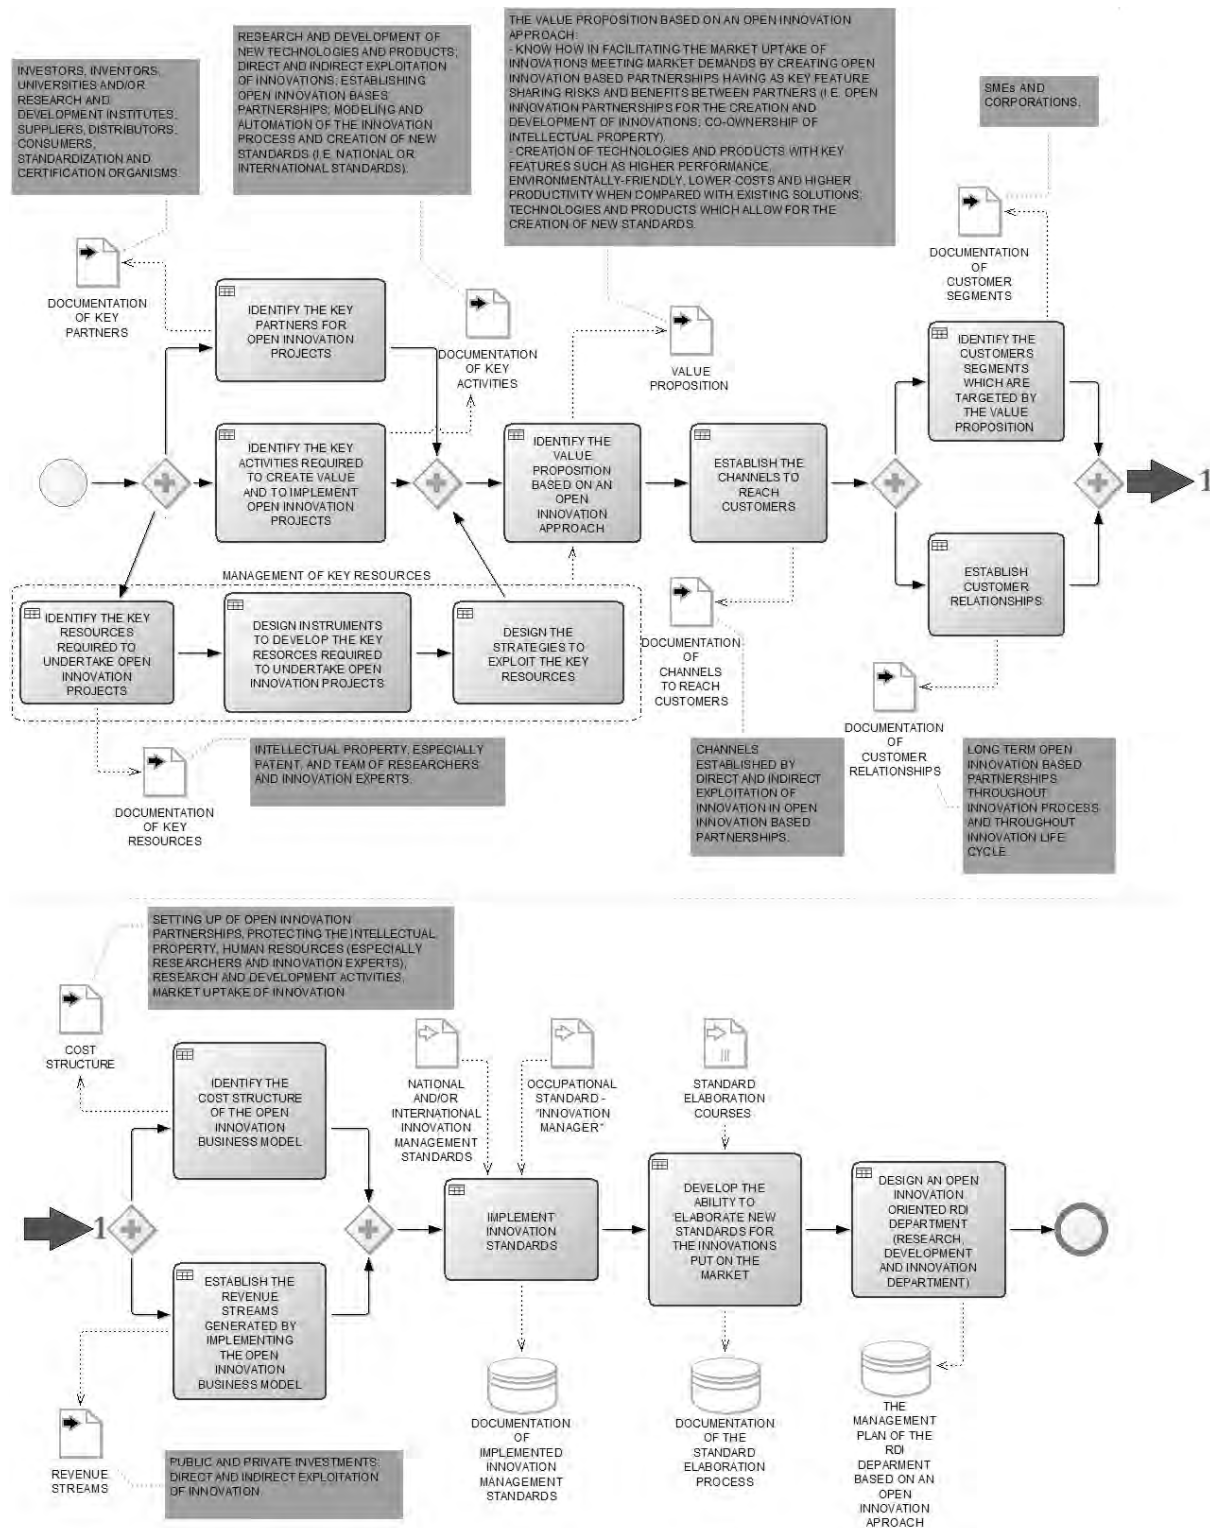 INVESTORS, INVENTORS,
UNIVERSITIES AND/OR
RESEARCH AND
DEVELOPMENT INSTITUTES,
SUPPLIERS, DISTRIBUTORS,
CONSUMERS,
STANDARDIZATION AND
CERTIFICATION ORGANISMS.
RESEARCH AND DEVELOPMENT OF
NEW TECHNOLOGIES AND PRODUCTS;
DIRECT AND INDIRECT EXPLOITATION
OF INNOVATIONS; ESTABLISHING
OPEN INNOVATION BASES
PARTNERSHIPS; MODELING AND
AUTOMATION OF THE INNOVATION
PROCESS AND CREATION OF NEW
STANDARDS (I.E. NATIONAL OR
INTERNATIONAL STANDARDS).
THE VALUE PROPOSITION BASED ON AN OPEN INNOVATION
APPROACH:
- KNOW HOW IN FACILITATING THE MARKET UPTAKE OF
INNOVATIONS MEETING MARKET DEMANDS BY CREATING OPEN
INNOVATION BASED PARTNERSHIPS HAVING AS KEY FEATURE
SHARING RISKS AND BENEFITS BETWEEN PARTNERS (I.E. OPEN
INNOVATION PARTNERSHIPS FOR THE CREATION AND
DEVELOPMENT OF INNOVATIONS; CO-OWNERSHIP OF
INTELLECTUAL PROPERTY).
- CREATION OF TECHNOLOGIES AND PRODUCTS WITH KEY
FEATURES SUCH AS HIGHER PERFORMANCE,
ENVIRONMENTALLY-FRIENDLY, LOWER COSTS AND HIGHER
PRODUCTIVITY WHEN COMPARED WITH EXISTING SOLUTIONS;
TECHNOLOGIES AND PRODUCTS WHICH ALLOW FOR THE
CREATION OF NEW STANDARDS.
SMEs AND
CORPORATIONS.
DOCUMENTATION
OF KEY
PARTNERS
IDENTIFY THE KEY
PARTNERS FOR
OPEN INNOVATION
PROJECTS
DOCUMENTATION
OF KEY
ACTIVITIES
VALUE
PROPOSITION
DOCUMENTATION
OF
CUSTOMER
SEGMENTS
IDENTIFY THE
CUSTOMERS
SEGMENTS
WHICH ARE
TARGETED BY
THE VALUE
PROPOSITION
IDENTIFY THE KEY
ACTIVITIES REQUIRED
TO CREATE VALUE
AND TO IMPLEMENT
OPEN INNOVATION
PROJECTS
IDENTIFY THE
VALUE
PROPOSITION
BASED ON AN
OPEN
INNOVATION
APPROACH
ESTABLISH THE
CHANNELS TO
REACH
CUSTOMERS
1
ESTABLISH
CUSTOMER
RELATIONSHIPS
MANAGEMENT OF KEY RESOURCES
IDENTIFY THE KEY
RESOURCES
REQUIRED TO
UNDERTAKE OPEN
INNOVATION
PROJECTS
DESIGN INSTRUMENTS
TO DEVELOP THE KEY
RESORCES REQUIRED
TO UNDERTAKE OPEN
INNOVATION PROJECTS
DESIGN THE
STRATEGIES TO
EXPLOIT THE KEY
RESOURCES
DOCUMENTATION
OF
CHANNELS
TO REACH
CUSTOMERS
DOCUMENTATION
OF
CUSTOMER
RELATIONSHIPS
DOCUMENTATION
OF KEY
RESOURCES
INTELLECTUAL PROPERTY, ESPECIALLY
PATENT, AND TEAM OF RESEARCHERS
AND INNOVATION EXPERTS.
CHANNELS
ESTABLISHED BY
DIRECT AND INDIRECT
EXPLOITATION OF
INNOVATION IN OPEN
INNOVATION BASED
PARTNERSHIPS.
LONG TERM OPEN
INNOVATION BASED
PARTNERSHIPS
THROUGHOUT
INNOVATION PROCESS
AND THROUGHOUT
INNOVATION LIFE
CYCLE
SETTING UP OF OPEN INNOVATION
PARTNERSHIPS, PROTECTING THE INTELLECTUAL
PROPERTY, HUMAN RESOURCES (ESPECIALLY
RESEARCHERS AND INNOVATION EXPERTS),
RESEARCH AND DEVELOPMENT ACTIVITIES,
MARKET UPTAKE OF INNOVATION
COST
STRUCTURE
IDENTIFY THE
COST STRUCTURE
OF THE OPEN
INNOVATION
BUSINESS MODEL
NATIONAL
AND/OR
INTERNATIONAL
INNOVATION
MANAGEMENT
STANDARDS
OCCUPATIONAL
STANDARD -
"INNOVATION
MANAGER"
STANDARD
ELABORATION
COURSES
1
IMPLEMENT
INNOVATION
STANDARDS
DEVELOP THE
ABILITY TO
ELABORATE NEW
STANDARDS FOR
THE INNOVATIONS
PUT ON THE
MARKET
DESIGN AN OPEN
INNOVATION
ORIENTED RDI
DEPARTMENT
(RESEARCH,
DEVELOPMENT
AND INNOVATION
DEPARTMENT)
ESTABLISH THE
REVENUE
STREAMS
GENERATED BY
IMPLEMENTING
THE OPEN
INNOVATION
BUSINESS MODEL
REVENUE
STREAMS
PUBLIC AND PRIVATE INVESTMENTS;
DIRECT AND INDIRECT EXPLOITATION
OF INNOVATION
DOCUMENTATION
OF
IMPLEMENTED
INNOVATION
MANAGEMENT
STANDARDS
DOCUMENTATION
OF THE
STANDARD
ELABORATION
PROCESS
THE
MANAGEMENT
PLAN OF THE
RDI
DEPARMENT
BASED ON AN
OPEN
INNOVATION
APROACH